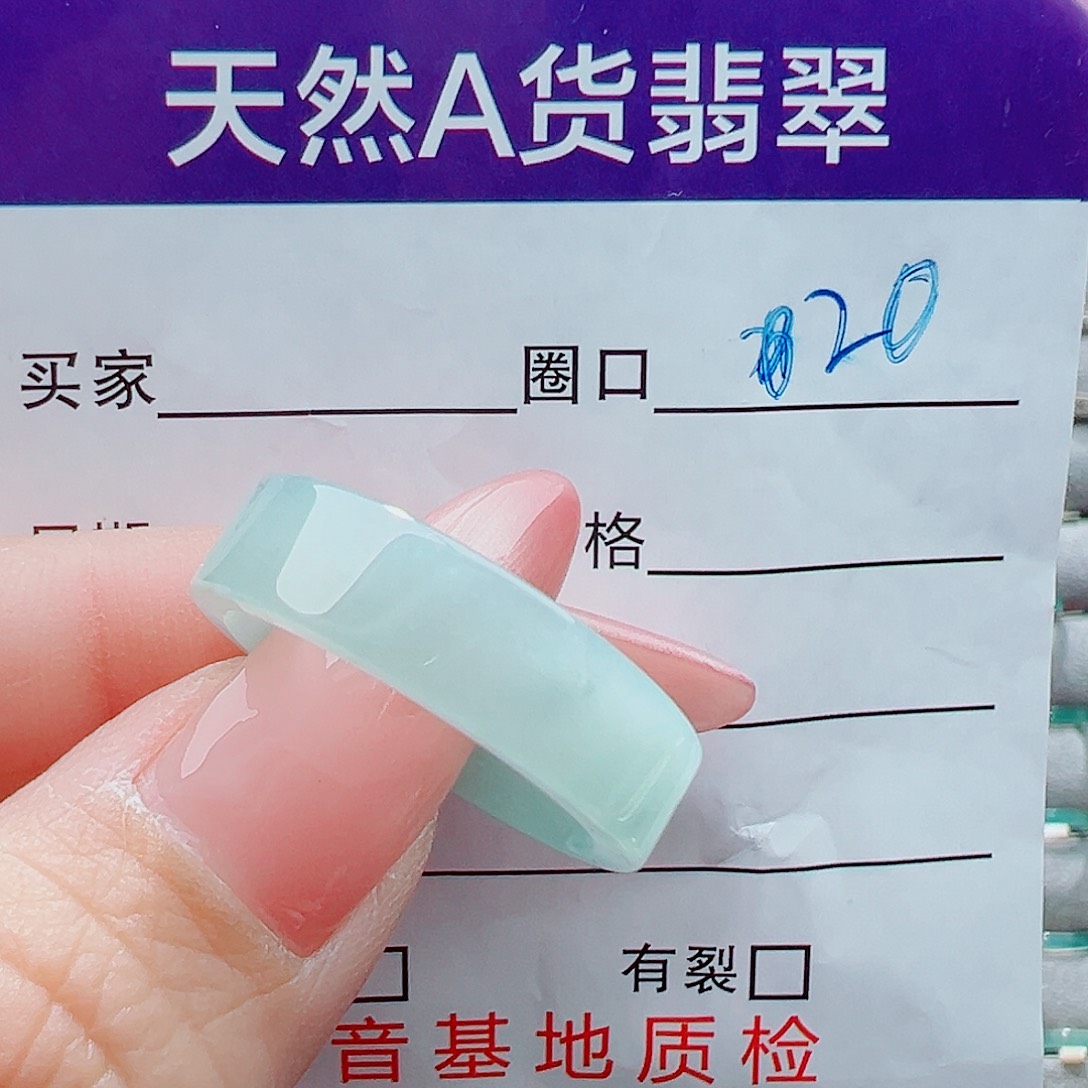 天然A货翡翠
买家 圈口 20
格
有裂
音基地质检